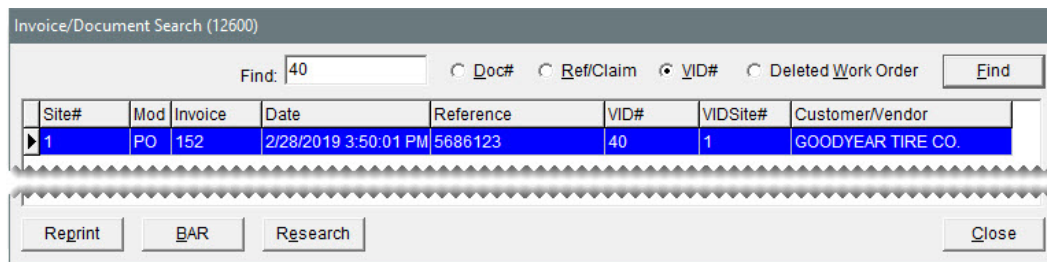 Invoice/Document Search (12600)
Find: 40 Doc# Ref/Claim VID# Deleted Work Order Find
Site# Mod Invoice Date Reference VID# VIDSite# Customer/Vendor
1 PO 152 2/28/2019 3:50:01 PM 5686123 40 1 GOODYEAR TIRE CO.
Reprint BAR Research Close